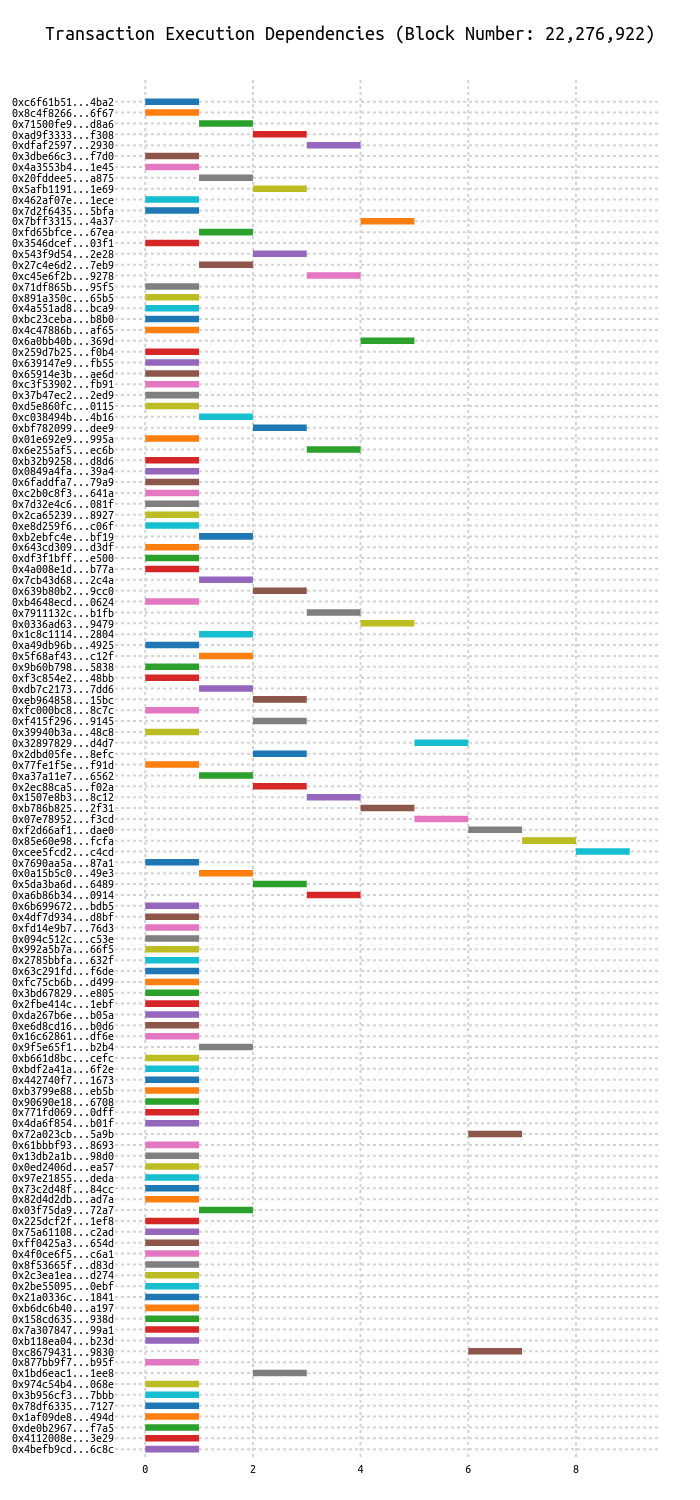 Transaction Execution Dependencies (Block Number: 22,276,922)
0xc6f61b51...4ba2
0x8c4f8266...6f67
0x71500fe9...d8a6
0xad9f3333...f308
0xdfaf2597...2930
0x3dbe66c3...f7d0
0x4a3553b4...1e45
0x20fddee5...a875
0x5afb1191...1e69
0x462af07e...1ece
0x7d2f6435...5bfa
0x7bff3315...4a37
0xfd65bfce...67ea
0x3546dcef...03f1
0x543f9d54...2e28
0x27c4e6d2...7eb9
0xc45e6f2b...9278
0x71df865b...95f5
0x891a350c...65b5
0x4a551ad8...bca9
0xbc23ceba...b8b0
0x4c47886b...af65
0x6a0bb40b...369d
0x259d7b25...f0b4
0x639147e9...fb55
0x65914e3b...ae6d
0xc3f53902...fb91
0x37b47ec2...2ed9
0xd5e860fc...0115
0xc038494b...4b16
0xbf782099...dee9
0x01e692e9...995a
0x6e255af5...ec6b
0xb32b9258...d8d6
0x0849a4fa...39a4
0x6faddfa7...79a9
0xc2b0c8f3...641a
0x7d32e4c6...081f
0x2ca65239...8927
0xe8d259f6...c06f
0xb2ebfc4e...bf19
0x643cd309...d3df
0xdf3f1bff...e500
0x4a008e1d...b77a
0x7cb43d68...2c4a
0x639b80b2...9cc0
0xb4648ecd...0624
0x7911132c...b1fb
0x0336ad63...9479
0x1c8c1114...2804
0xa49db96b...4925
0x5f68af43...c12f
0x9b60b798...5838
0xf3c854e2...48bb
0xdb7c2173...7dd6
0xeb964858...15bc
0xfc000bc8...8c7c
0xf415f296...9145
0x39940b3a...48c8
0x32897829...d4d7
0x2dbd05fe...8efc
0x77fe1f5e...f91d
0xa37a11e7...6562
0x2ec88ca5...f02a
0x1507e8b3...8c12
0xb786b825...2f31
0x07e78952...f3cd
0xf2d66af1...dae0
0x85e60e98...fcfa
0xcee5fcd2...c4cd
0x7690aa5a...87a1
0x0a15b5c0...49e3
0x5da3ba6d...6489
0xa6b86b34...0914
0x6b699672...bdb5
0x4df7d934...d8bf
0xfd14e9b7...76d3
0x094c512c...c53e
0x992a5b7a...66f5
0x2785bbfa...632f
0x63c291fd...f6de
0xfc75cb6b...d499
0x3bd67829...e805
0x2fbe414c...1ebf
0xda267b6e...b05a
0xe6d8cd16...b0d6
0x16c62861...df6e
0x9f5e65f1...b2b4
0xb661d8bc...cefc
0xbdf2a41a...6f2e
0x442740f7...1673
0xb3799e88...eb5b
0x90690e18...6708
0x771fd069...0dff
0x4da6f854...b01f
0x72a023cb...5a9b
0x61bbbf93...8693
0x13db2a1b...98d0
0x0ed2406d...ea57
0x97e21855...deda
0x73c2d48f...84cc
0x82d4d2db...ad7a
0x03f75da9...72a7
0x225dcf2f...1ef8
0x75a61108...c2ad
0xff0425a3...654d
0x4f0ce6f5...c6a1
0x8f53665f...d83d
0x2c3ea1ea...d274
0x2be55095...0ebf
0x21a0336c...1841
0xb6dc6b40...a197
0x158cd635...938d
0x7a307847...99a1
0xb118ea04...b23d
0xc8679431...9830
0x877bb9f7...b95f
0x1bd6eac1...1ee8
0x974c54b4...068e
0x3b956cf3...7bbb
0x78df6335...7127
0x1af09de8...494d
0xde0b2967...f7a5
0x4112008e...3e29
0x4befb9cd...6c8c
0 2 4 6 8